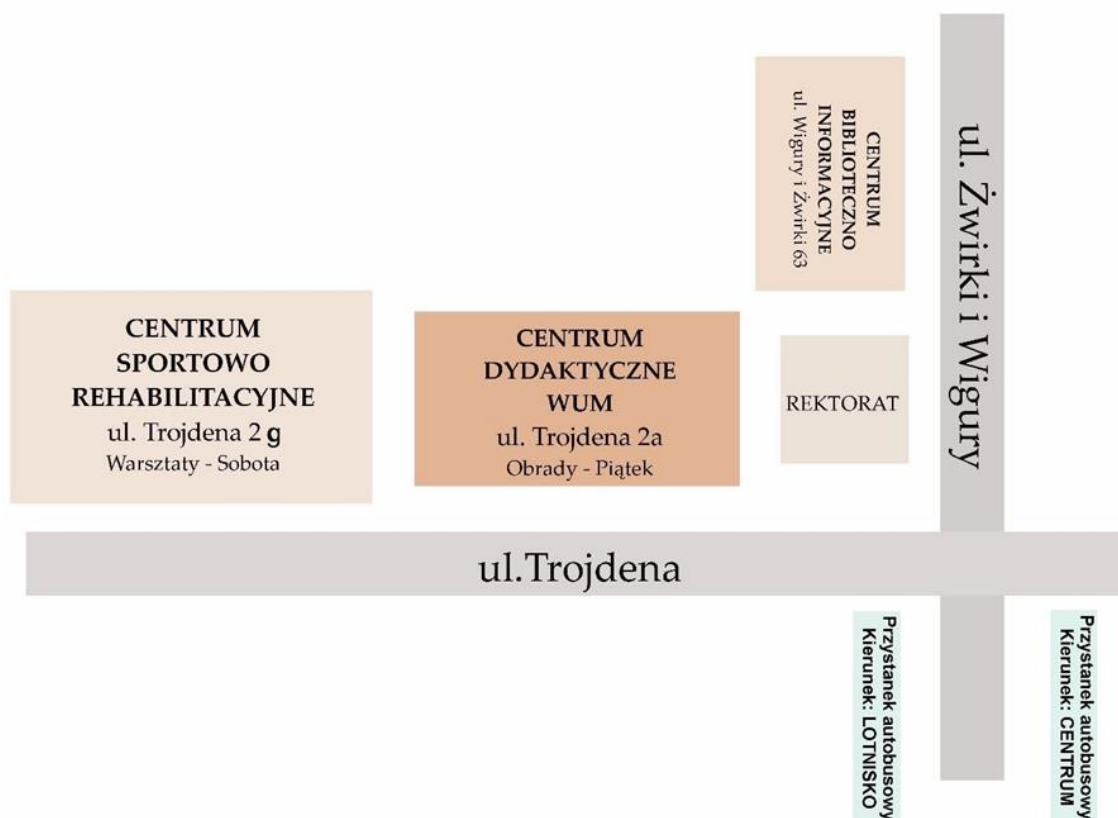 CENTRUM
BIBLIOTECZNO
INFORMACYJNE
ul. Wigury i Żwirki 63
ul. Żwirki i Wigury
CENTRUM
SPORTOWO
REHABILITACYJNE
ul. Trojdena 2 g
Warsztaty - Sobota
CENTRUM
DYDAKTYCZNE
WUM
ul. Trojdena 2a
Obrady - Piątek
REKTORAT
ul.Trojdena
Przystanek autobusowy
Kierunek: LOTNISKO
Przystanek autobusowy
Kierunek: CENTRUM